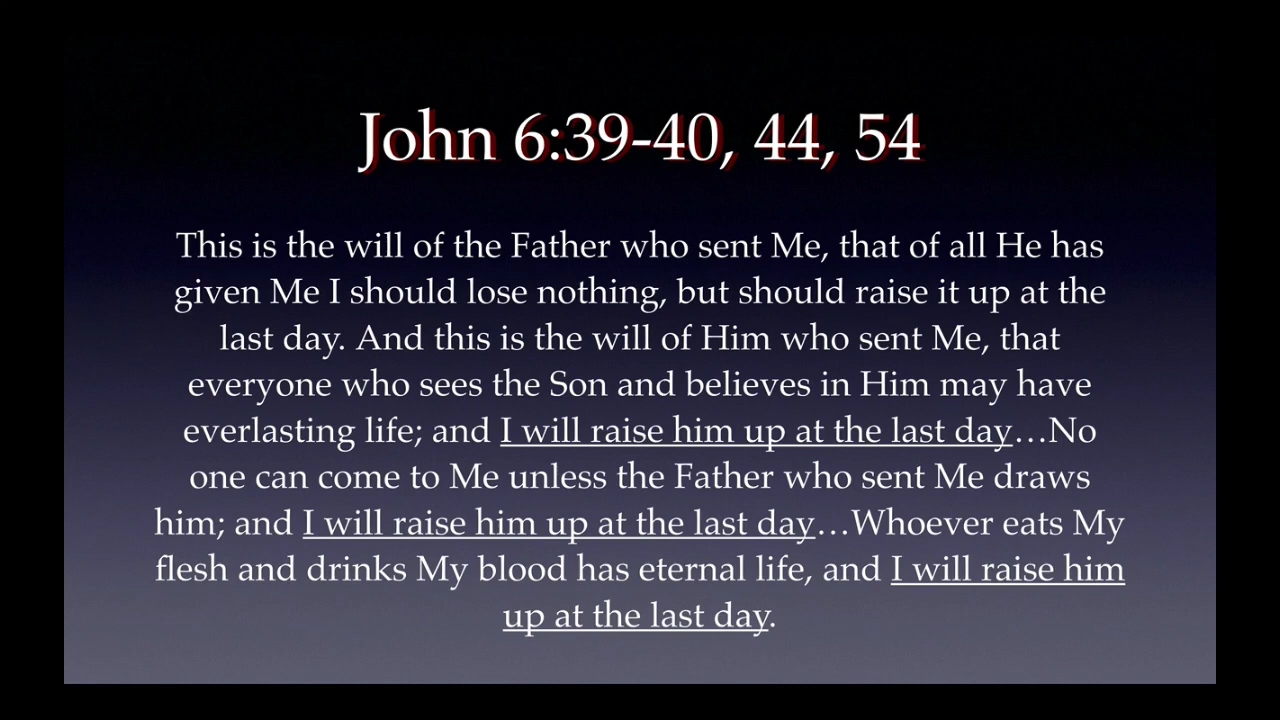 John 6:39-40, 44, 54
This is the will of the Father who sent Me, that of all He has
given Me I should lose nothing, but should raise it up at the
last day. And this is the will of Him who sent Me, that
everyone who sees the Son and believes in Him may have
everlasting life; and I will raise him up at the last day…No
one can come to Me unless the Father who sent Me draws
him; and I will raise him up at the last day…Whoever eats My
flesh and drinks My blood has eternal life, and I will raise him
up at the last day.